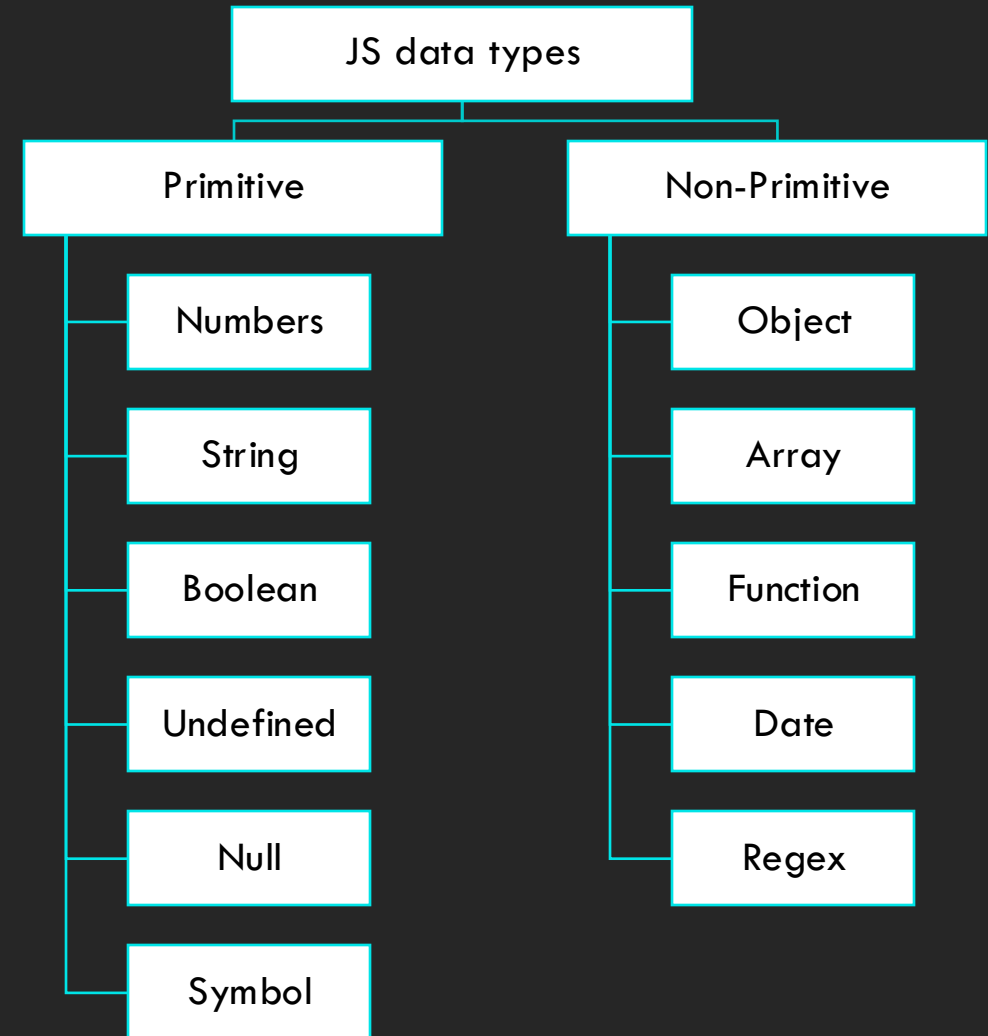 JS data types
Primitive
Non-Primitive
Numbers
String
Boolean
Undefined
Null
Symbol
Object
Array
Function
Date
Regex